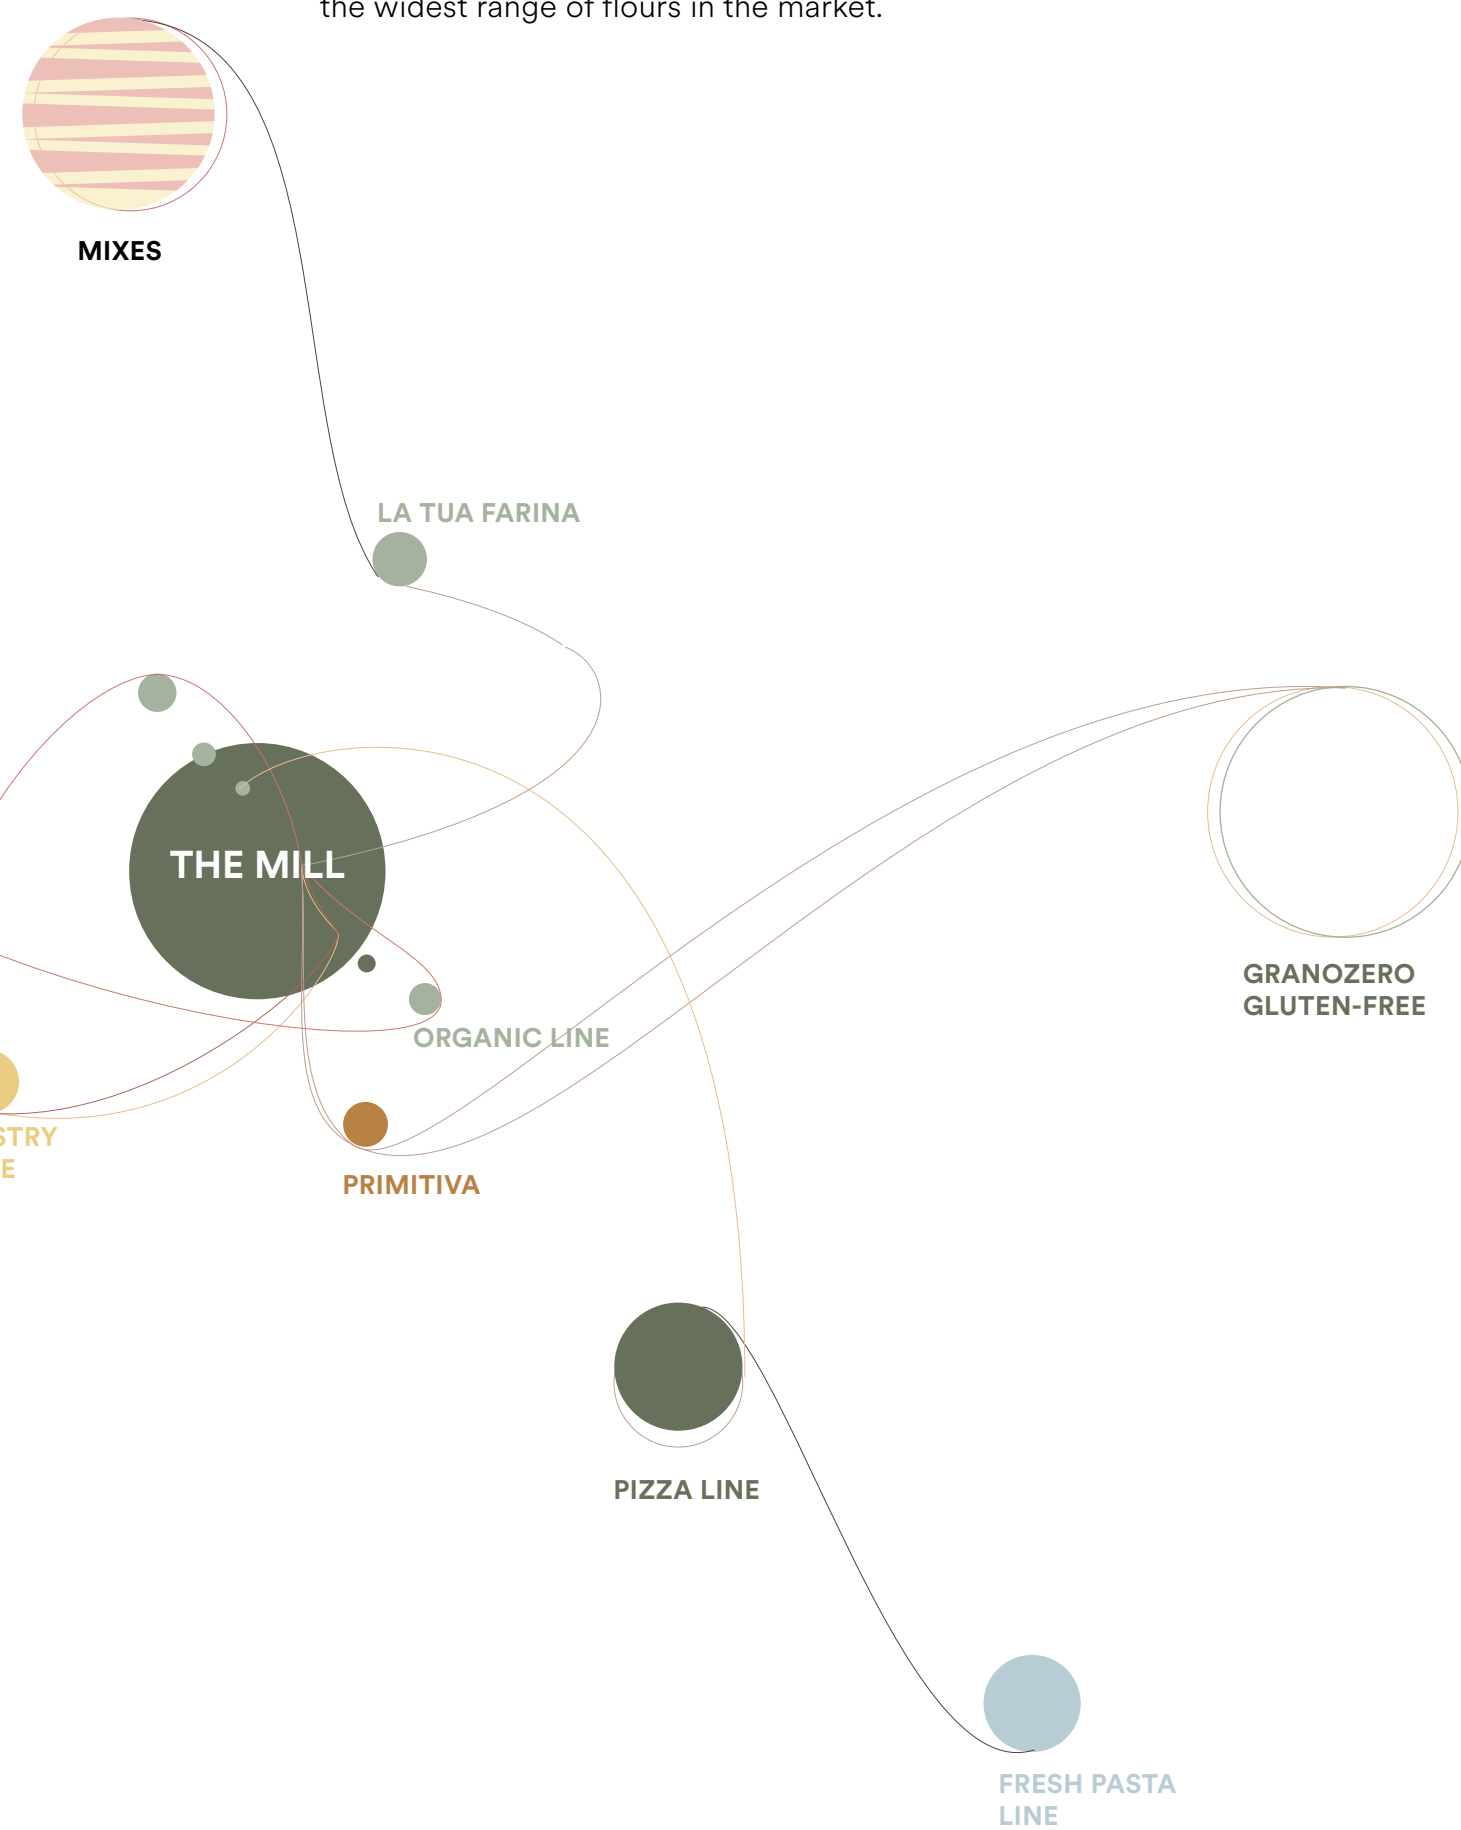 the widest range of flours in the market.
MIXES
LA TUA FARINA
THE MILL
GRANOZERO
GLUTEN-FREE
ORGANIC LINE
STRY
E
PRIMITIVA
PIZZA LINE
FRESH PASTA
LINE